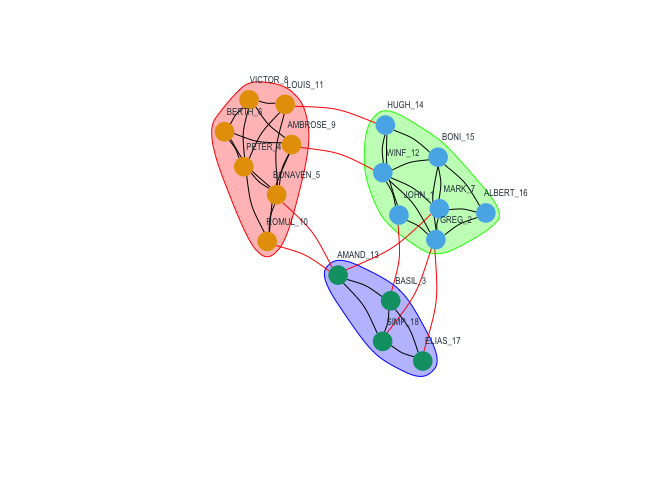 VICTOR_8
LOUIS_11
BERTH_6
AMBROSE_9
PETER_4
BONAVEN_5
ROMUL_10
HUGH_14
BONI_15
WINF_12
JOHN_1
MARK_7
ALBERT_16
GREG_2
AMAND_13
BASIL_3
SIMP_18
ELIAS_17